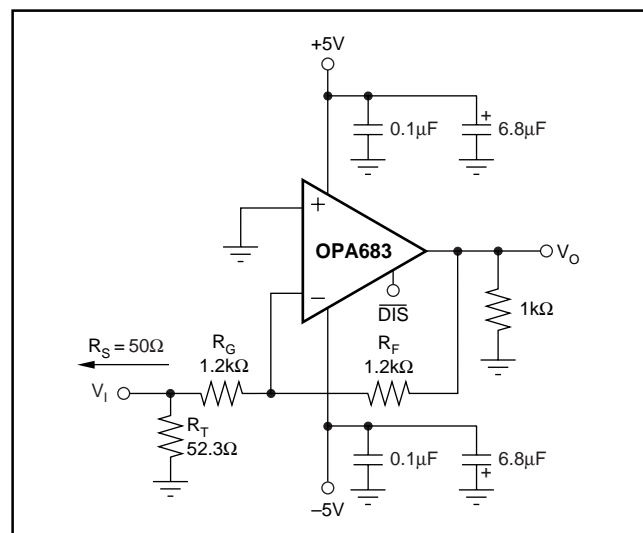 +5V
0.1μF
+
6.8μF
+
OPA683
–
DIS
V_O
1kΩ
R_S = 50Ω
R_G
1.2kΩ
R_F
1.2kΩ
V_I
R_T
52.3Ω
0.1μF
6.8μF
+
–5V